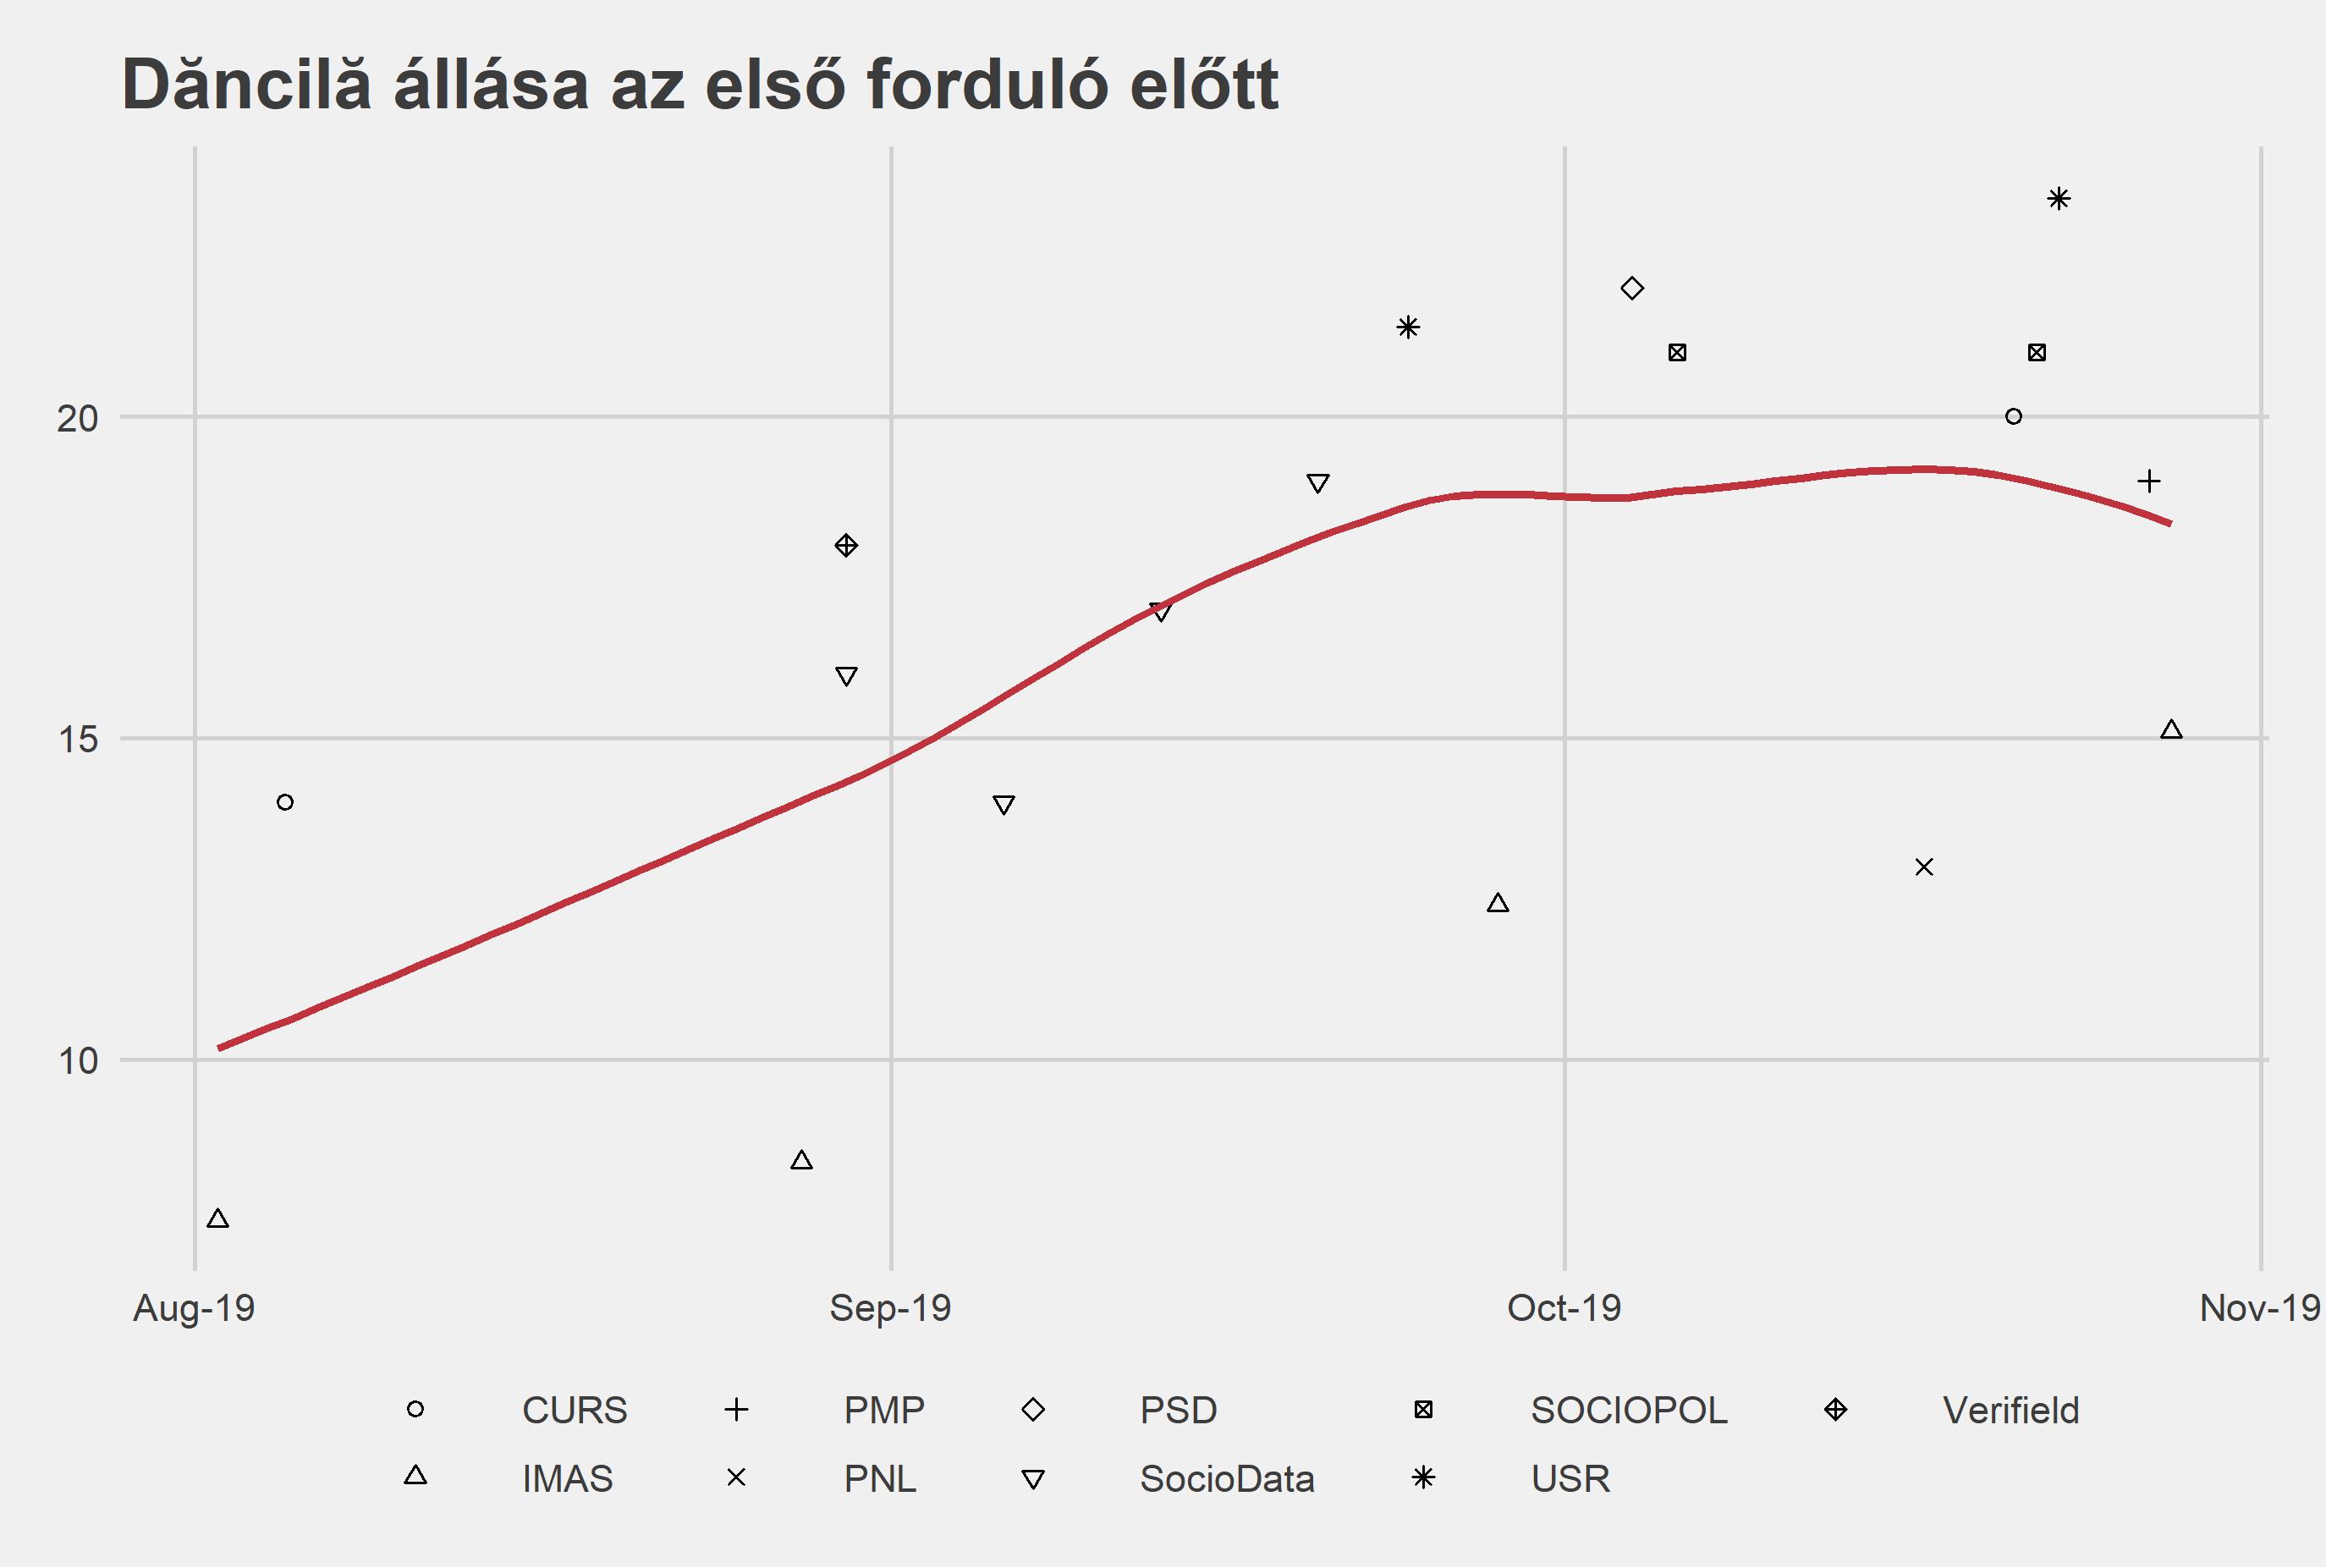 Dăncilă állása az első forduló előtt
20
15
10
Aug-19 Sep-19 Oct-19 Nov-19
CURS PMP PSD SOCIOPOL Verifield
IMAS PNL SocioData USR